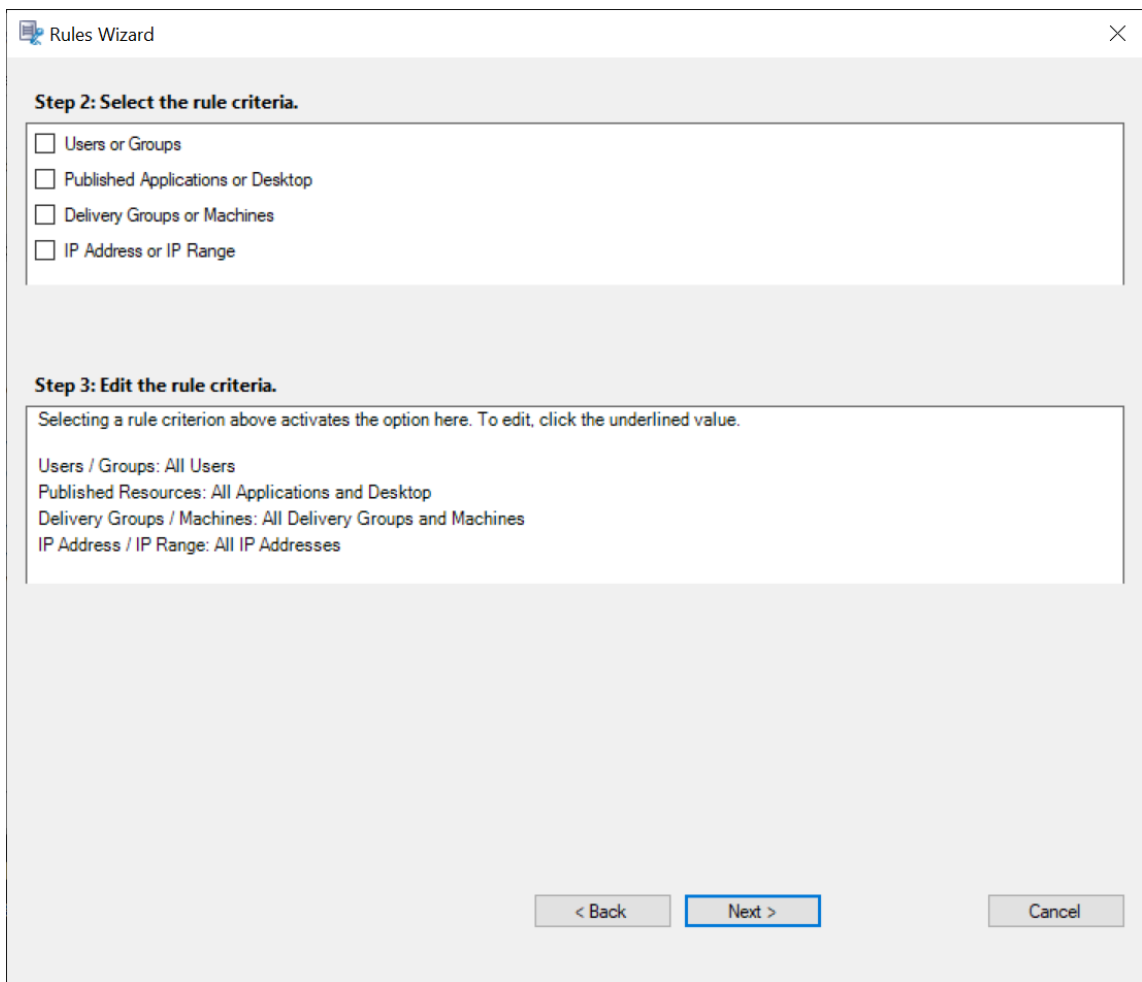 Rules Wizard
Step 2: Select the rule criteria.
Users or Groups
Published Applications or Desktop
Delivery Groups or Machines
IP Address or IP Range
Step 3: Edit the rule criteria.
Selecting a rule criterion above activates the option here. To edit, click the underlined value.
Users / Groups: All Users
Published Resources: All Applications and Desktop
Delivery Groups / Machines: All Delivery Groups and Machines
IP Address / IP Range: All IP Addresses
< Back
Next >
Cancel